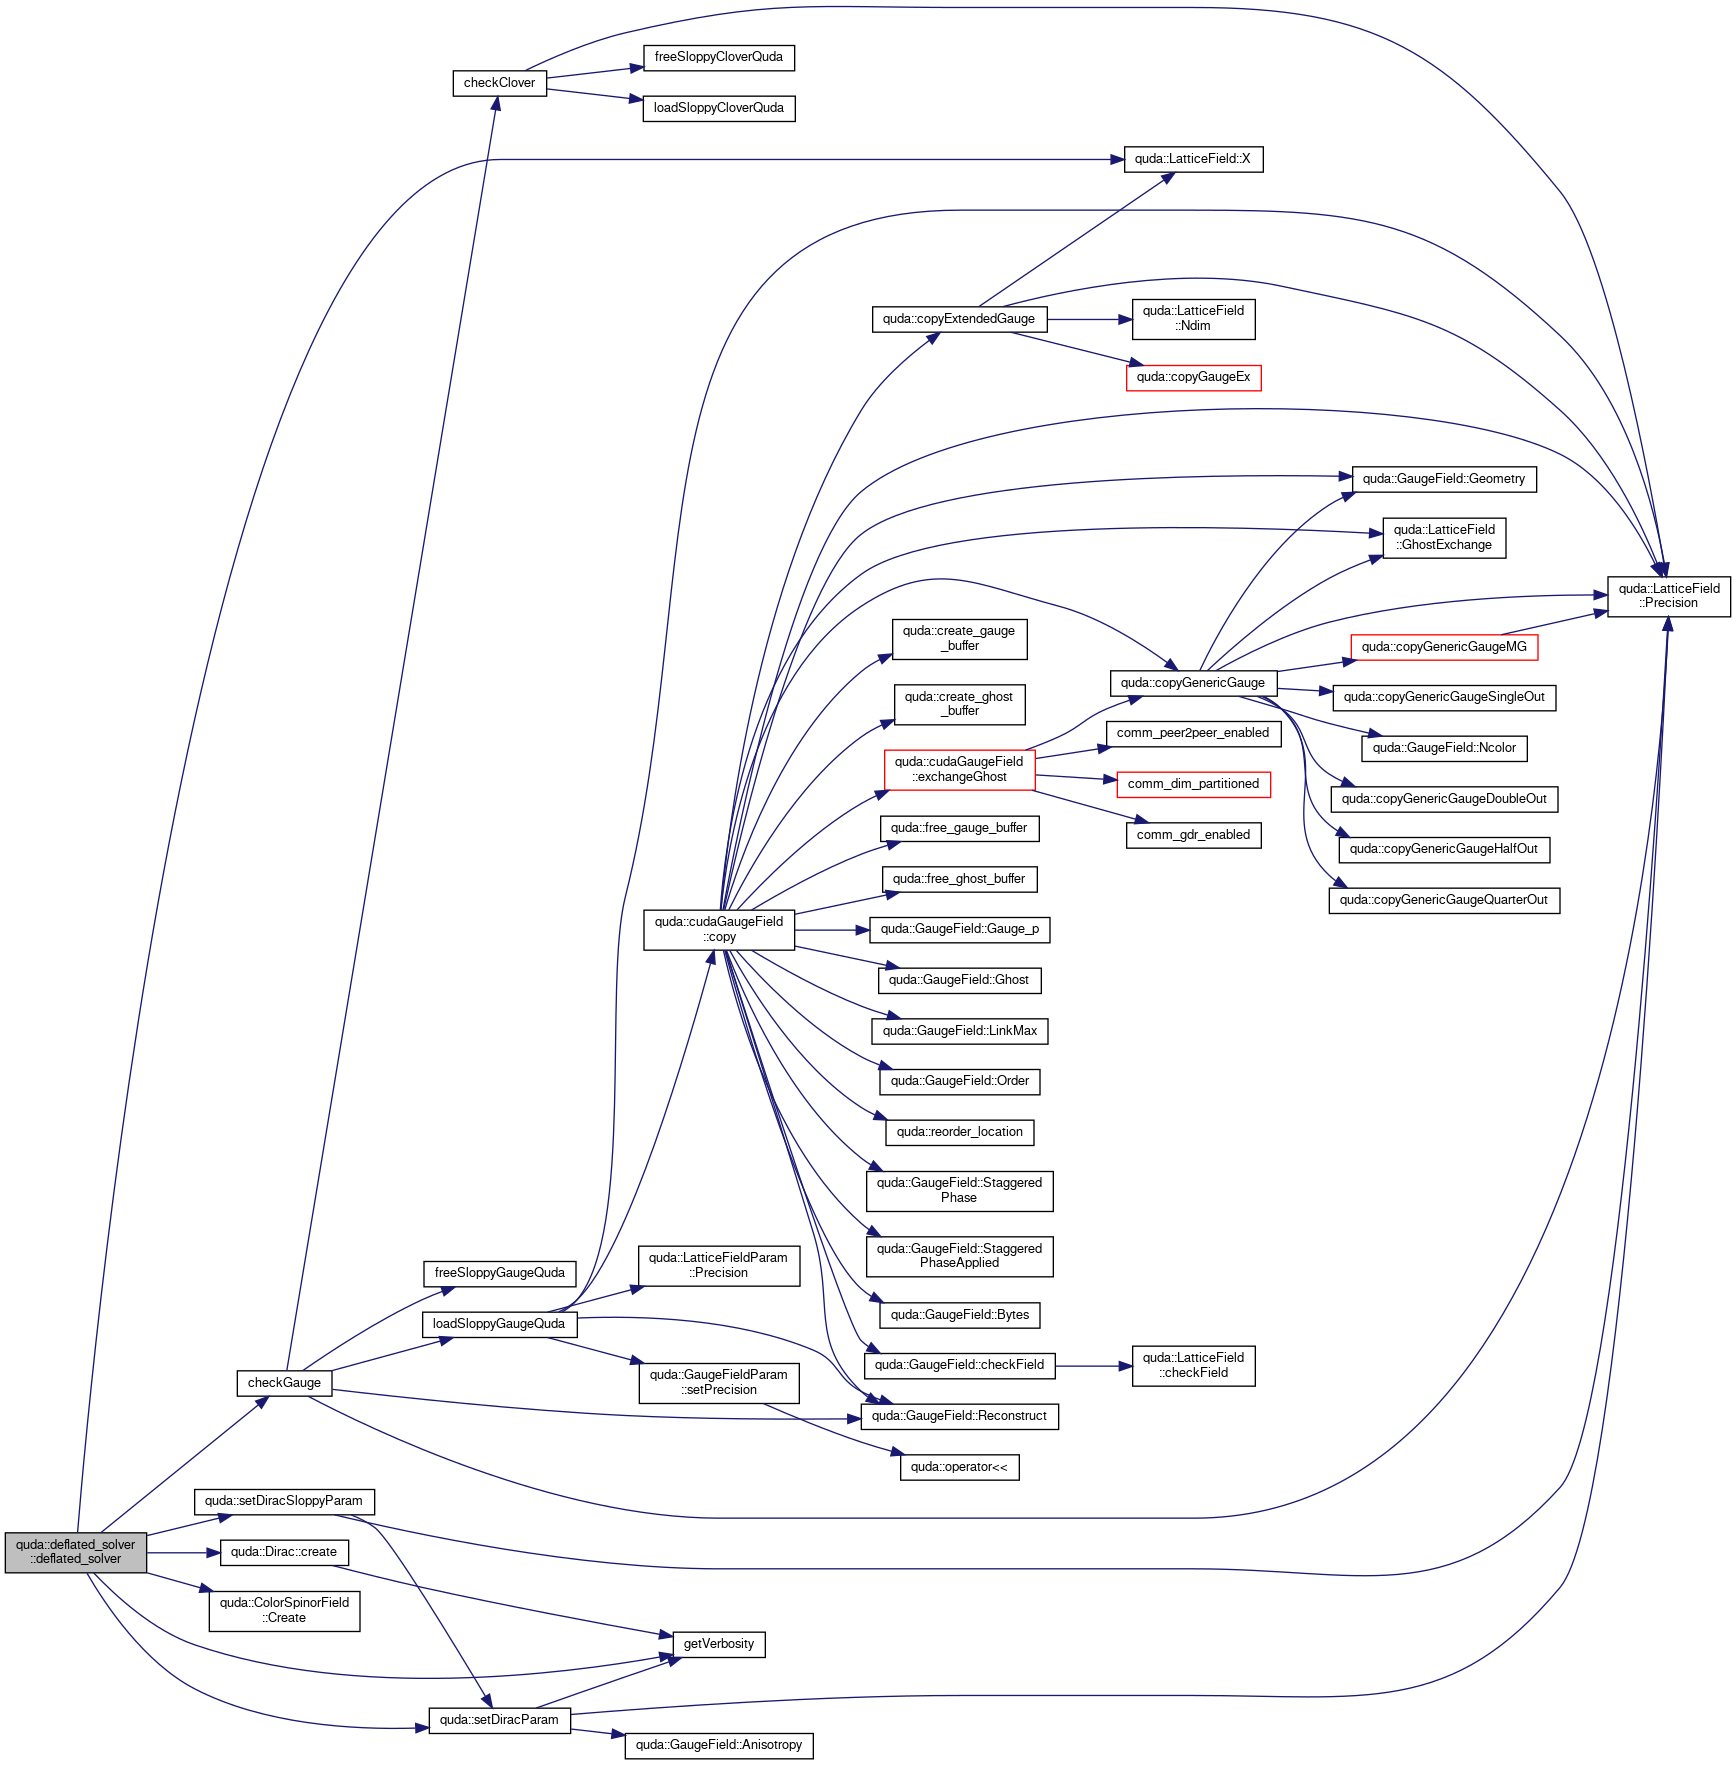 checkClover
freeSloppyCloverQuda
loadSloppyCloverQuda
quda::LatticeField::X
quda::copyExtendedGauge
quda::LatticeField
::Ndim
quda::copyGaugeEx
quda::GaugeField::Geometry
quda::LatticeField
::GhostExchange
quda::LatticeField
::Precision
quda::create_gauge
_buffer
quda::copyGenericGaugeMG
quda::copyGenericGauge
quda::create_ghost
_buffer
quda::copyGenericGaugeSingleOut
comm_peer2peer_enabled
quda::GaugeField::Ncolor
quda::cudaGaugeField
::exchangeGhost
comm_dim_partitioned
quda::copyGenericGaugeDoubleOut
quda::free_gauge_buffer
comm_gdr_enabled
quda::copyGenericGaugeHalfOut
quda::free_ghost_buffer
quda::copyGenericGaugeQuarterOut
quda::cudaGaugeField
::copy
quda::GaugeField::Gauge_p
quda::GaugeField::Ghost
quda::GaugeField::LinkMax
quda::GaugeField::Order
quda::reorder_location
quda::GaugeField::Staggered
Phase
quda::GaugeField::Staggered
PhaseApplied
quda::LatticeFieldParam
::Precision
freeSloppyGaugeQuda
quda::GaugeField::Bytes
loadSloppyGaugeQuda
quda::GaugeField::checkField
quda::LatticeField
::checkField
checkGauge
quda::GaugeFieldParam
::setPrecision
quda::GaugeField::Reconstruct
quda::operator<<
quda::setDiracSloppyParam
quda::deflated_solver
::deflated_solver
quda::Dirac::create
quda::ColorSpinorField
::Create
getVerbosity
quda::setDiracParam
quda::GaugeField::Anisotropy